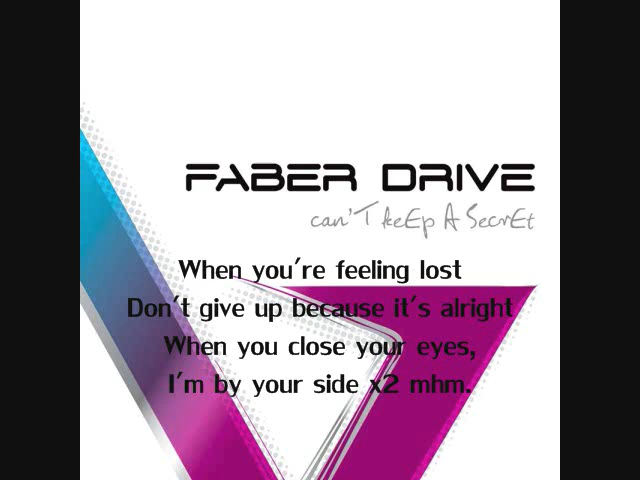 FABER DRIVE
can'T keEp A SecrEt
When you're feeling lost
Don't give up because it's alright
When you close your eyes,
I'm by your side x2 mhm.